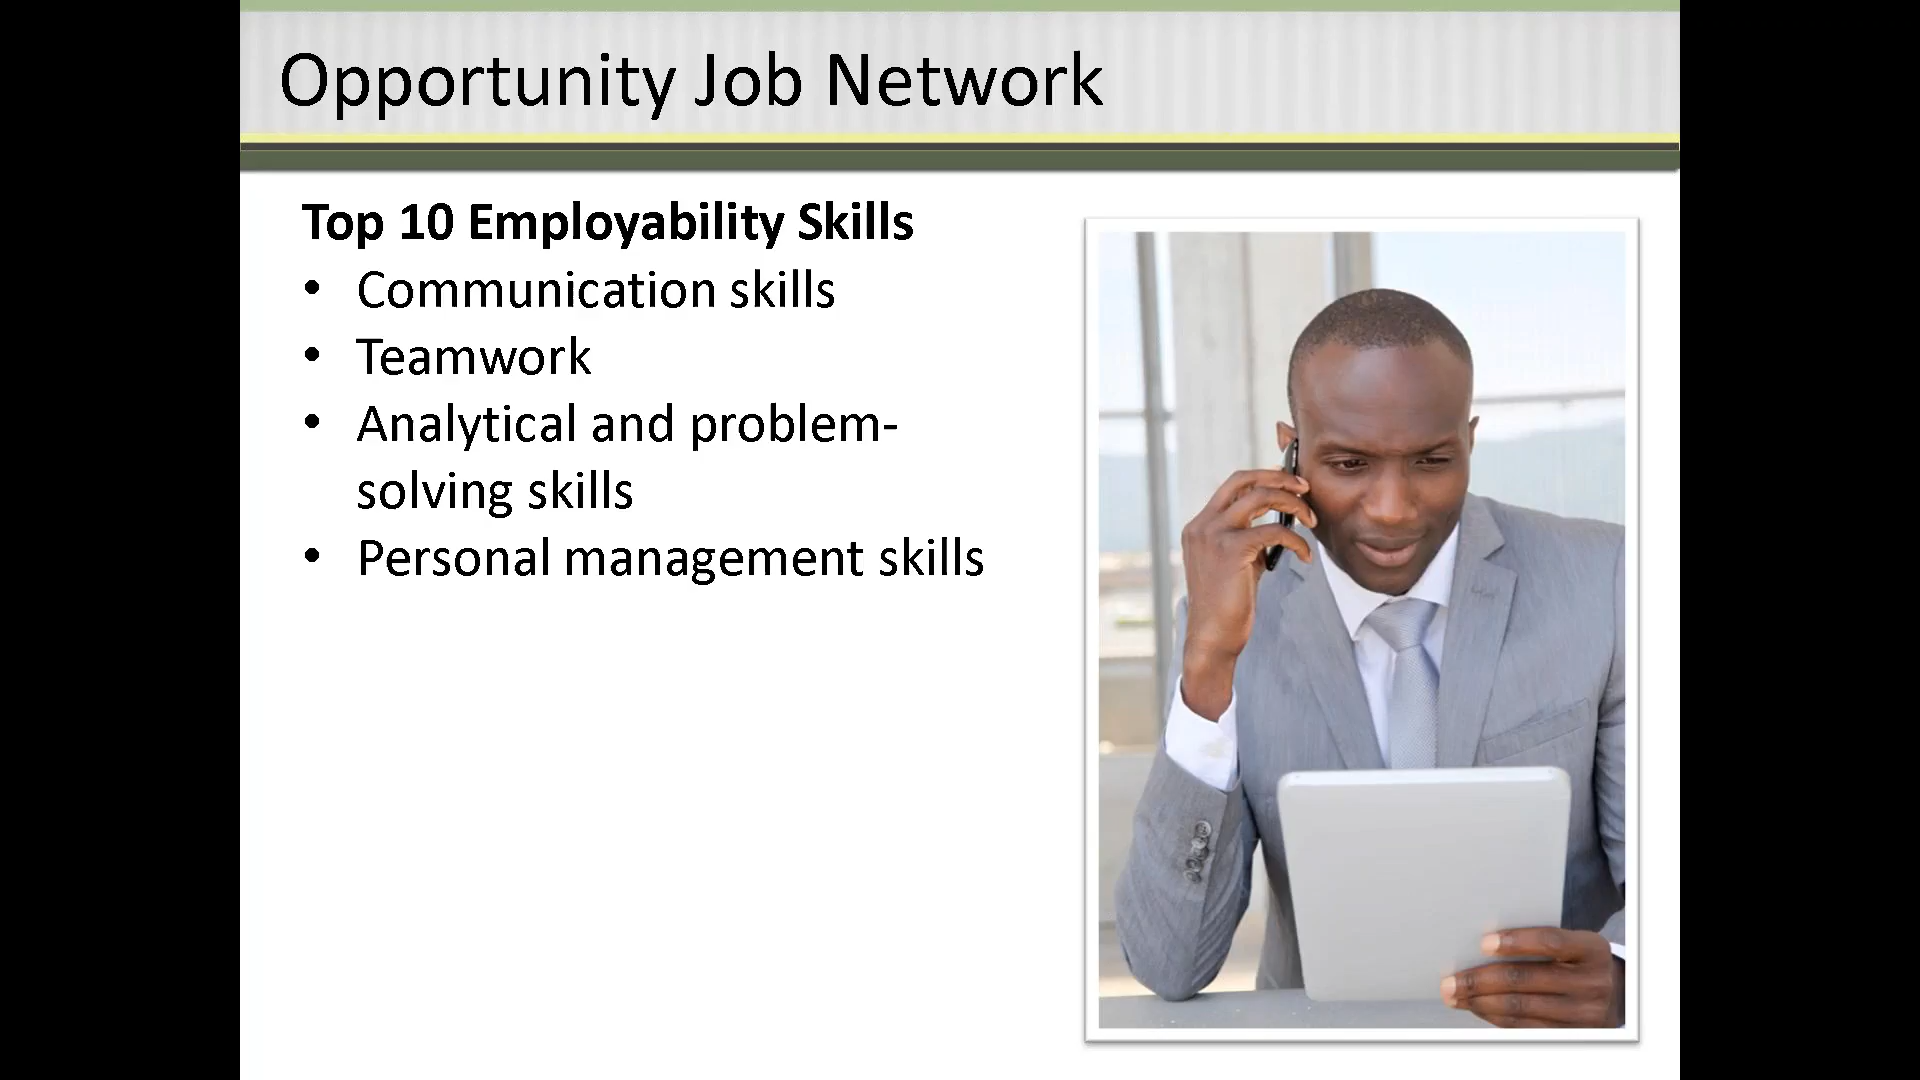 Opportunity Job Network
Top 10 Employability Skills
• Communication skills
• Teamwork
• Analytical and problem-
solving skills
• Personal management skills